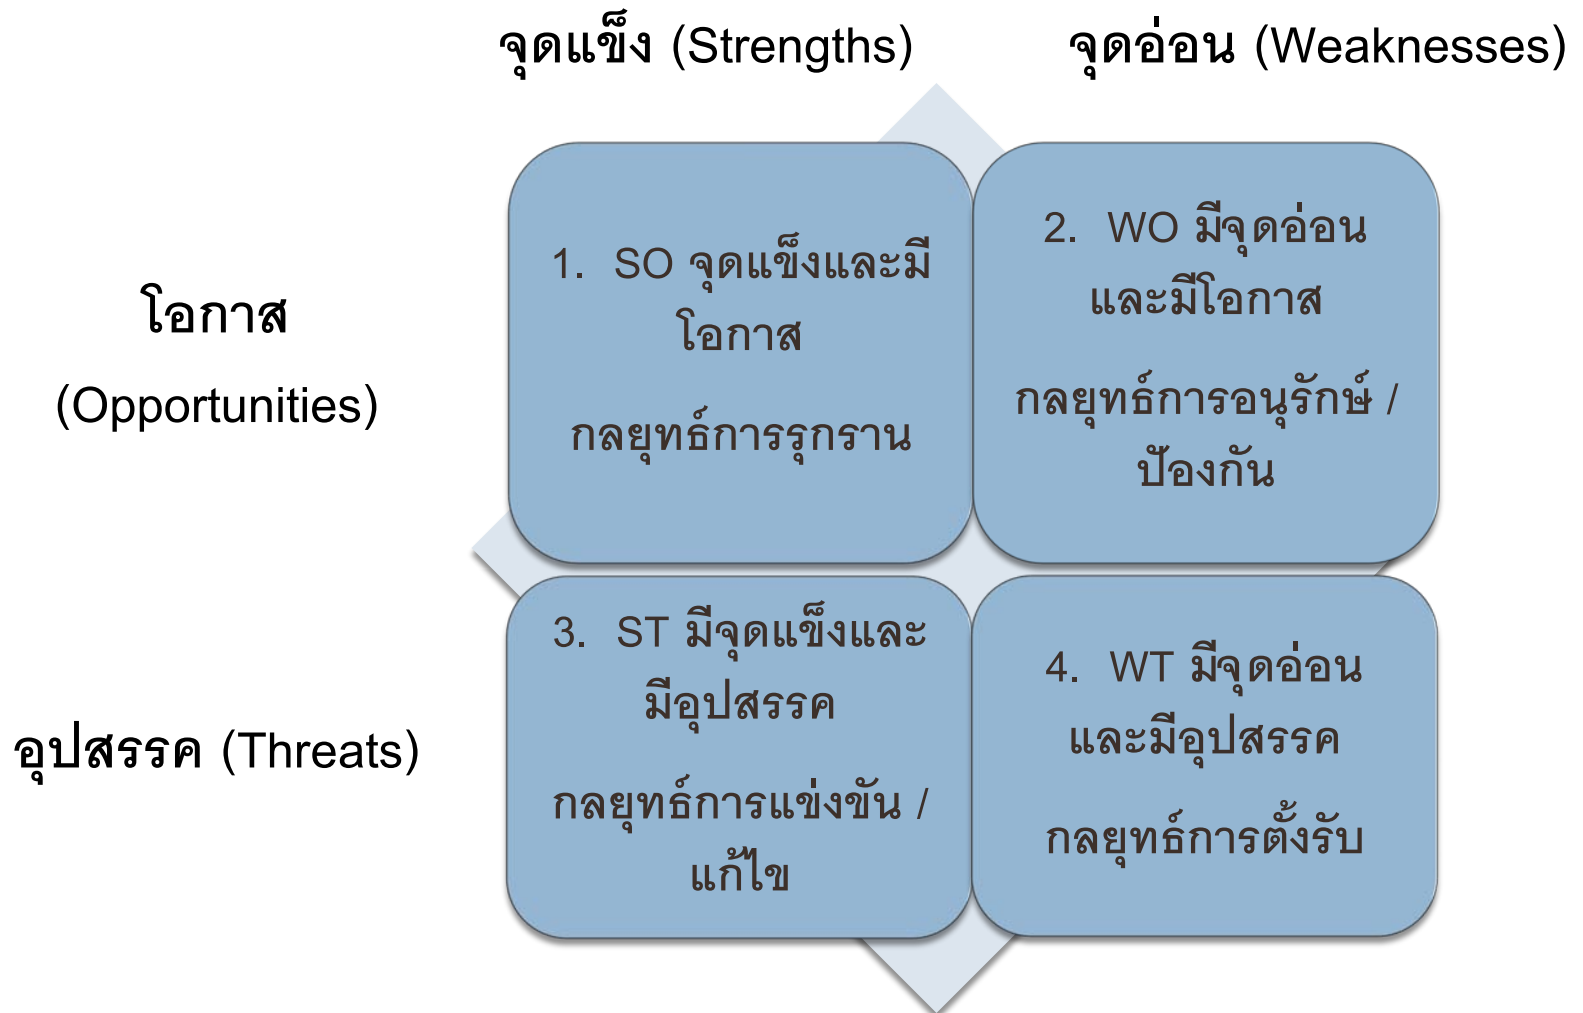 จุดแข็ง (Strengths)
จุดอ่อน (Weaknesses)
โอกาส
(Opportunities)
1. SO จุดแข็งและมี
โอกาส
กลยุทธ์การรุกราน
2. WO มีจุดอ่อน
และมีโอกาส
กลยุทธ์การอนุรักษ์ /
ป้องกัน
อุปสรรค (Threats)
3. ST มีจุดแข็งและ
มีอุปสรรค
กลยุทธ์การแข่งขัน /
แก้ไข
4. WT มีจุดอ่อน
และมีอุปสรรค
กลยุทธ์การตั้งรับ